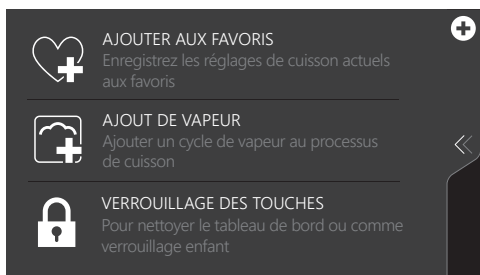 AJOUTER AUX FAVORIS
Enregistrez les réglages de cuisson actuels
aux favoris
AJOUT DE VAPEUR
Ajouter un cycle de vapeur au processus
de cuisson
VERROUILLAGE DES TOUCHES
Pour nettoyer le tableau de bord ou comme
verrouillage enfant